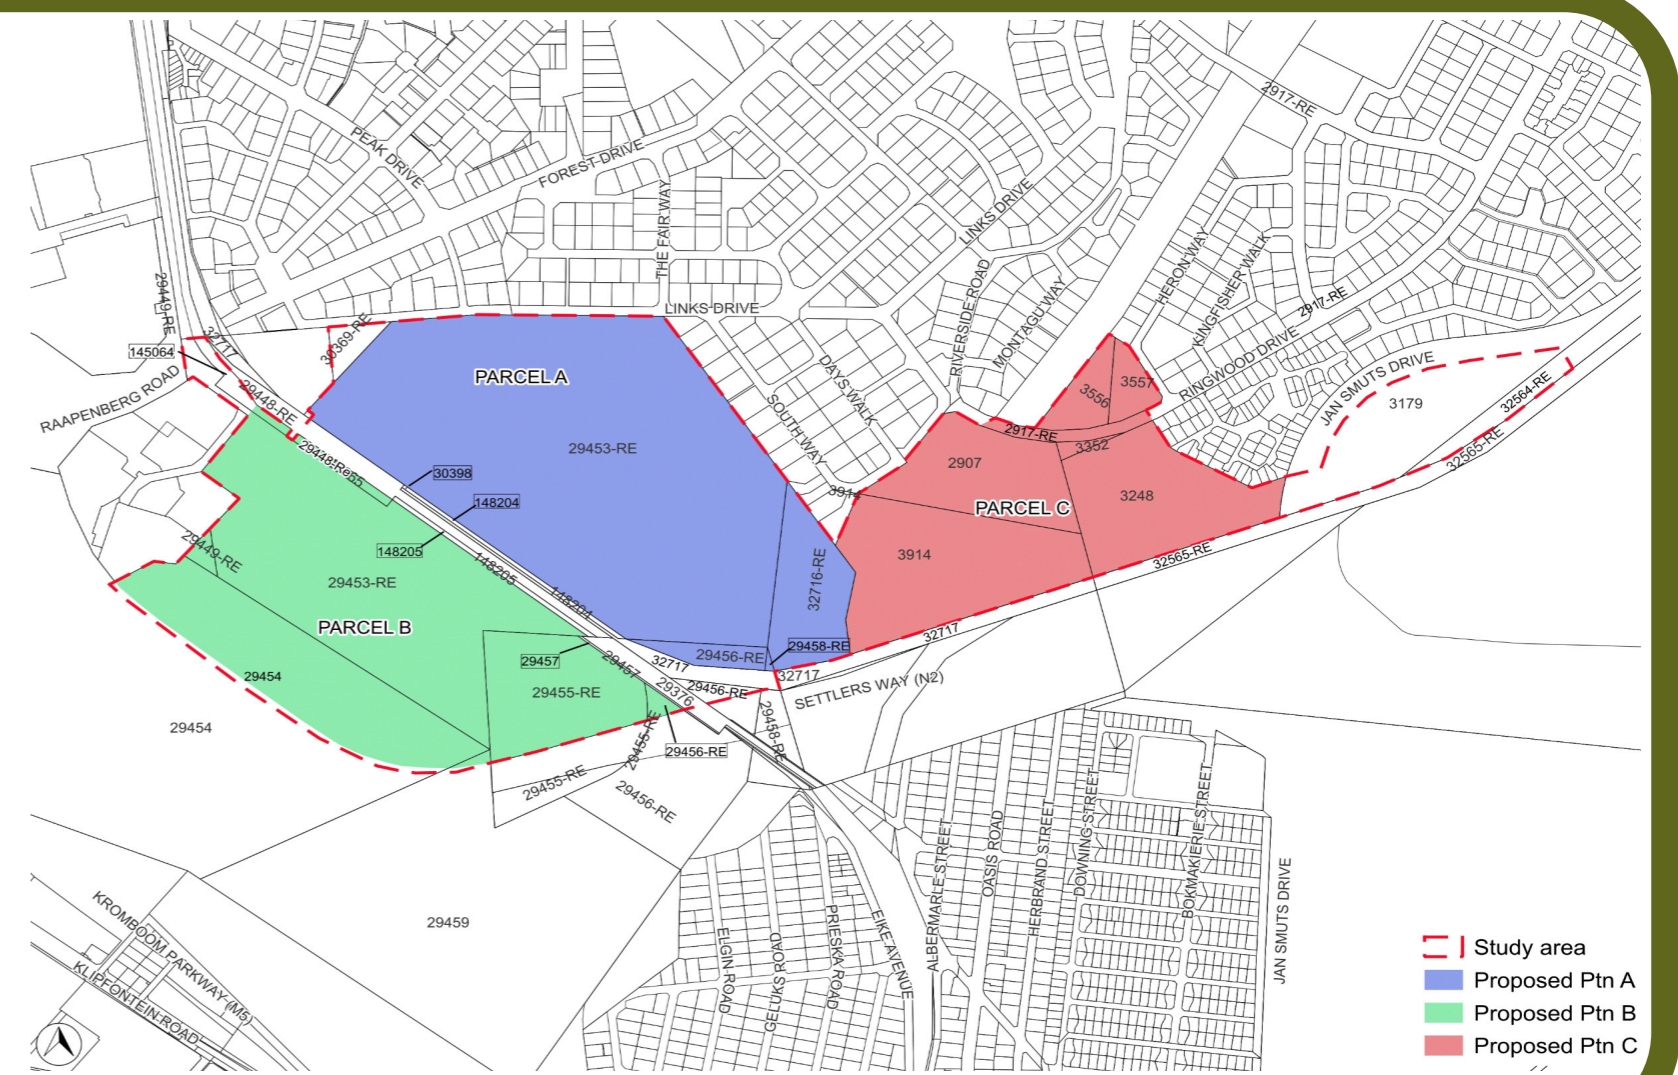 2917-RE
PEAK DRIVE
FOREST DRIVE
THE FAIR WAY
LINKS DRIVE
LINKS DRIVE
RIVERSIDE ROAD
MONTAGU WAY
HERON WAY
KINGFISHER WALK
2917-RE
RINGWOOD DRIVE
JAN SMUTS DRIVE
29449-RE
32717
145064
30369-RE
RAAPENBERG ROAD
29448-RE
PARCEL A
DAYS WALK
SOUTH WAY
3557
3556
3179
32564-RE
32565-RE
2917-RE
3352
29453-RE
2907
3248
PARCEL C
3914
3914
30398
148204
148205
148205
148204
29449-RE
29453-RE
PARCEL B
32716-RE
32565-RE
32717
29458-RE
29456-RE
32717
32717
29457
29457
29454
29455-RE
29376
29456-RE
SETTLERS WAY (N2)
29454
29455-RE
29456-RE
29458-RE
29455-RE
29456-RE
29459
KROMBOOM PARKWAY (M5)
KLIPFONTEIN ROAD
ELGIN ROAD
GELUKS ROAD
PRIESKA ROAD
EIKE AVENUE
ALBERMARLE STREET
OASIS ROAD
HERBRAND STREET
DOWNING STREET
BOKMAKIERIE STREET
JAN SMUTS DRIVE
Study area
Proposed Ptn A
Proposed Ptn B
Proposed Ptn C